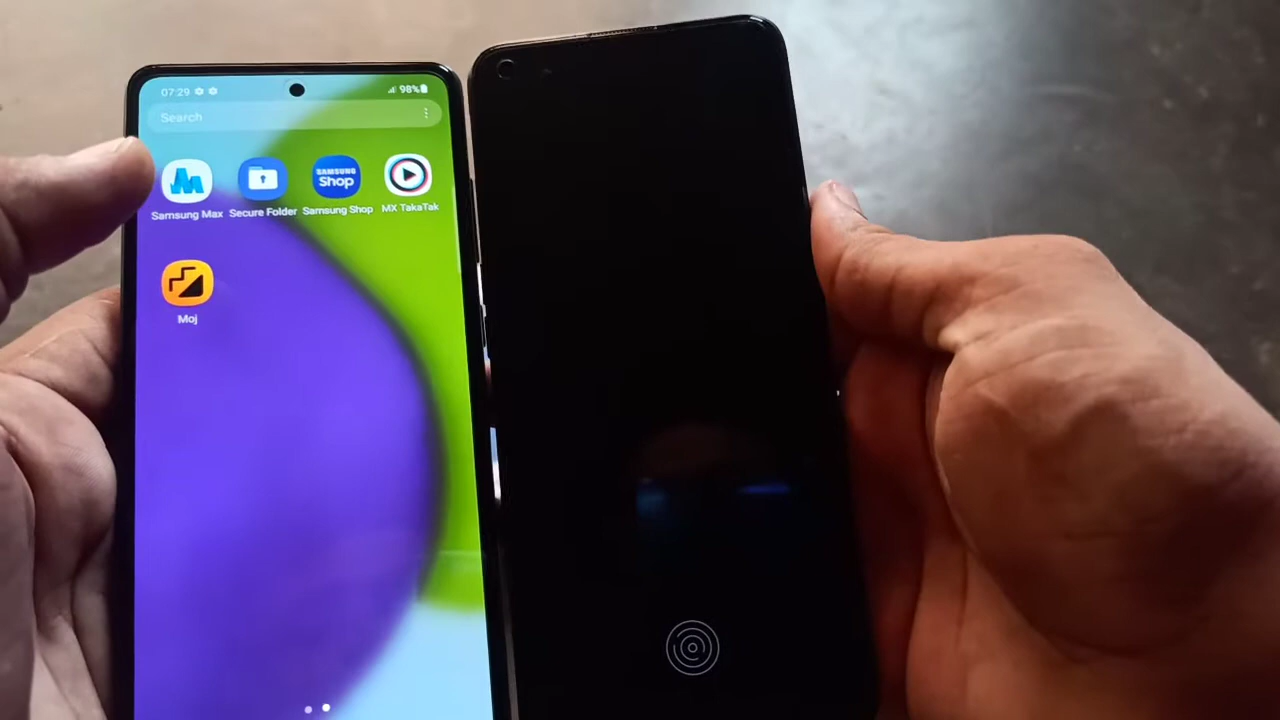 07:29 98%
Search
SAMSUNG
Shop
Samsung Max Secure Folder Samsung Shop MX TakaTak
Moj